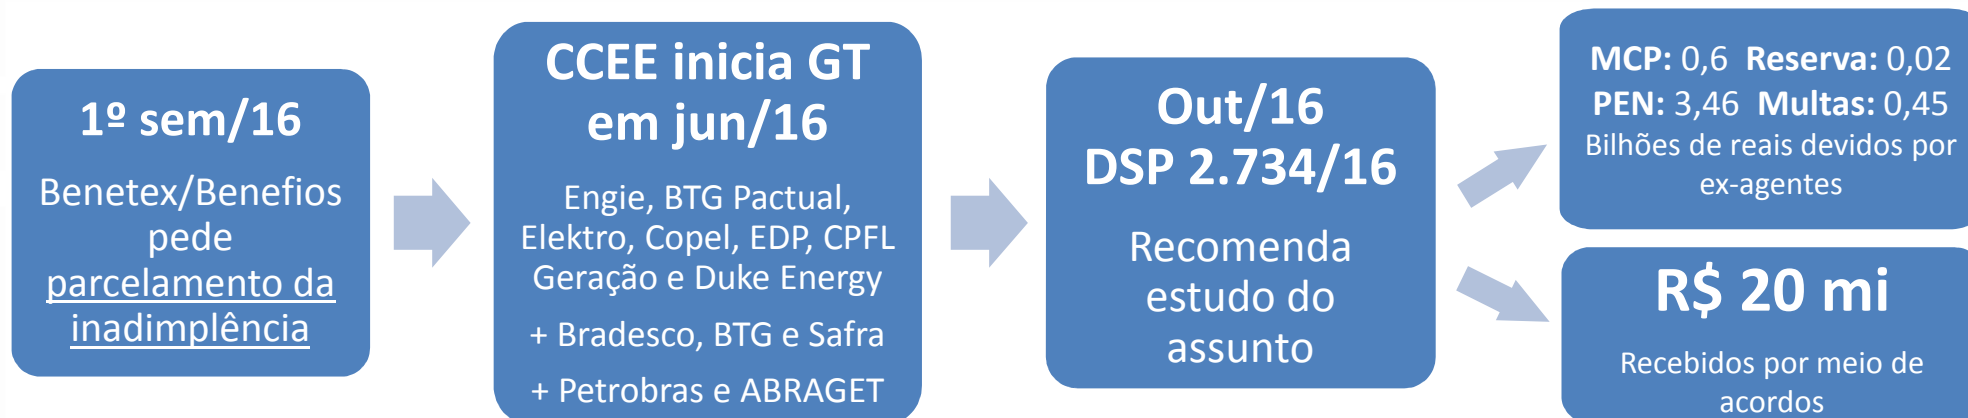 1º sem/16
Benetex/Benefios
pede
parcelamento da
inadimplência
CCEE inicia GT
em jun/16
Engie, BTG Pactual,
Elektro, Copel, EDP, CPFL
Geração e Duke Energy
+ Bradesco, BTG e Safra
+ Petrobras e ABRAGET
Out/16
DSP 2.734/16
Recomenda
estudo do
assunto
MCP: 0,6 Reserva: 0,02
PEN: 3,46 Multas: 0,45
Bilhões de reais devidos por
ex-agentes
R$ 20 mi
Recebidos por meio de
acordos